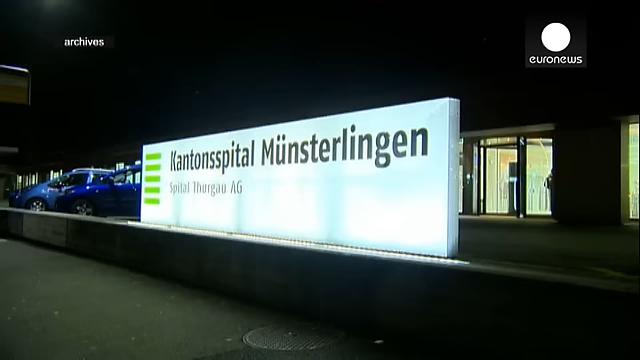 archives
euronews
Kantonsspital Münsterlingen
Spital Thurgau AG